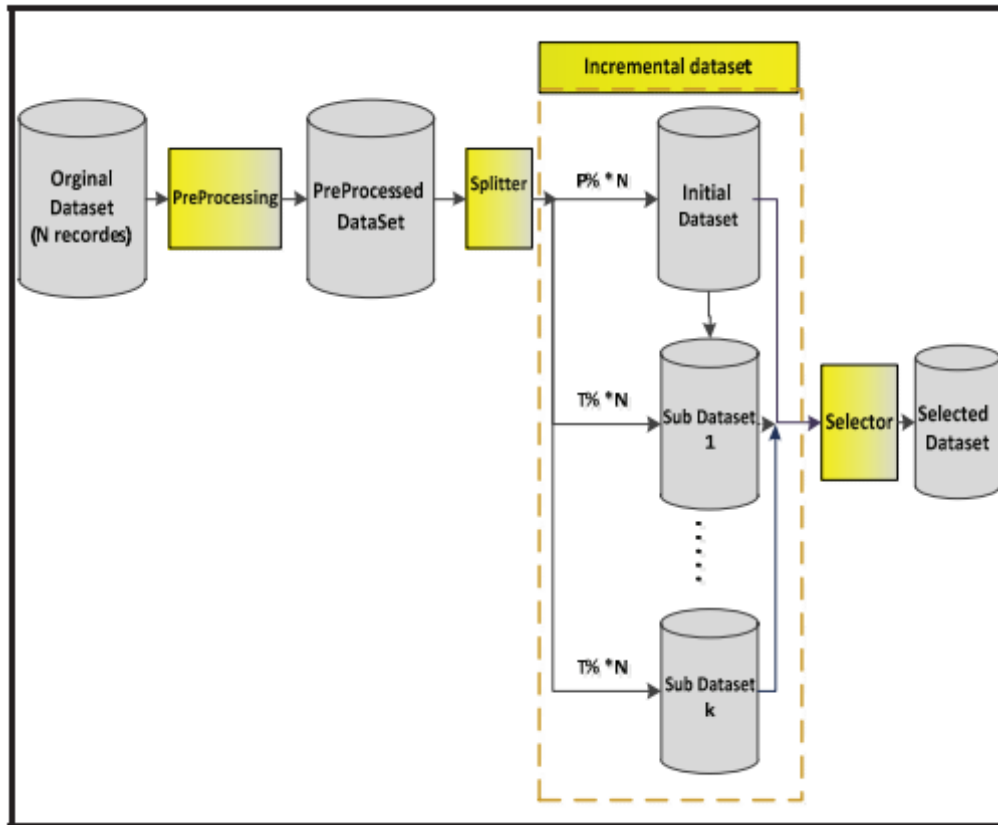 Incremental dataset
Orginal
Dataset
(N recordes)
PreProcessing
PreProcessed
DataSet
Splitter
P% * N
Initial
Dataset
T% *N
Sub Dataset
1
Selector
Selected
Dataset
T% *N
Sub Dataset
k